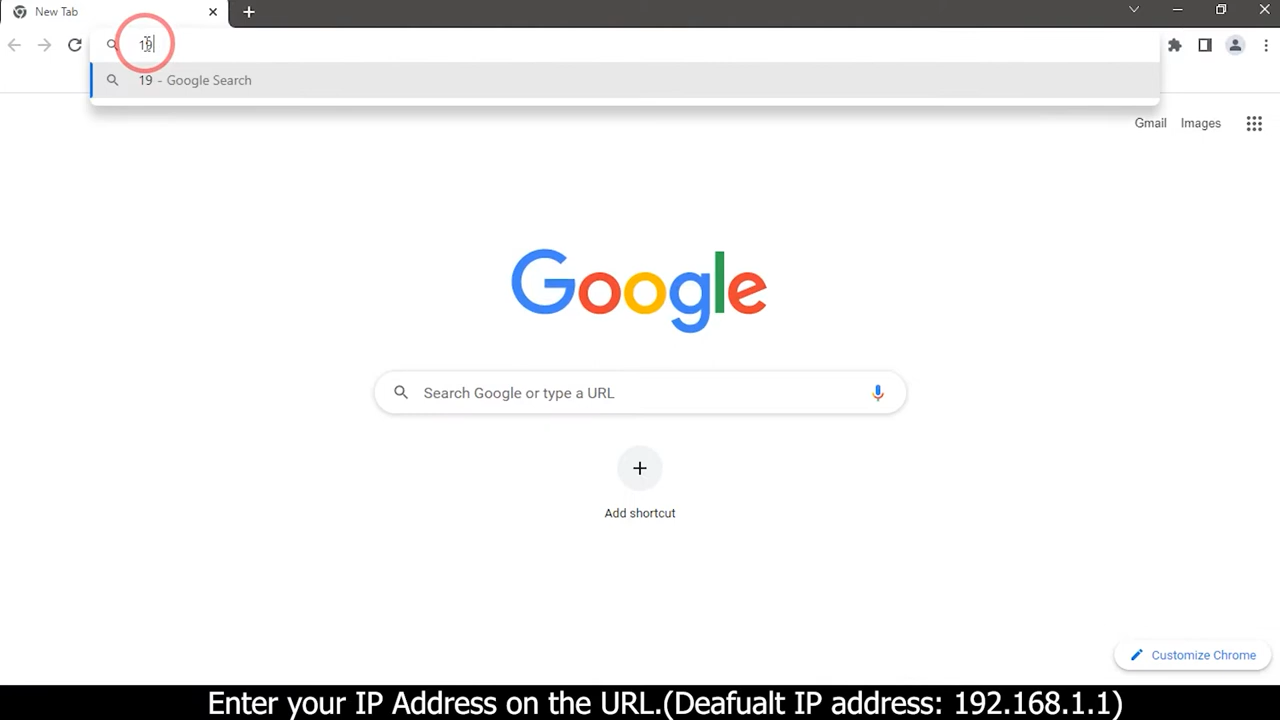 New Tab
19
19 - Google Search
Gmail Images
Google
Search Google or type a URL
Add shortcut
Customize Chrome
Enter your IP Address on the URL.(Deafualt IP address: 192.168.1.1)